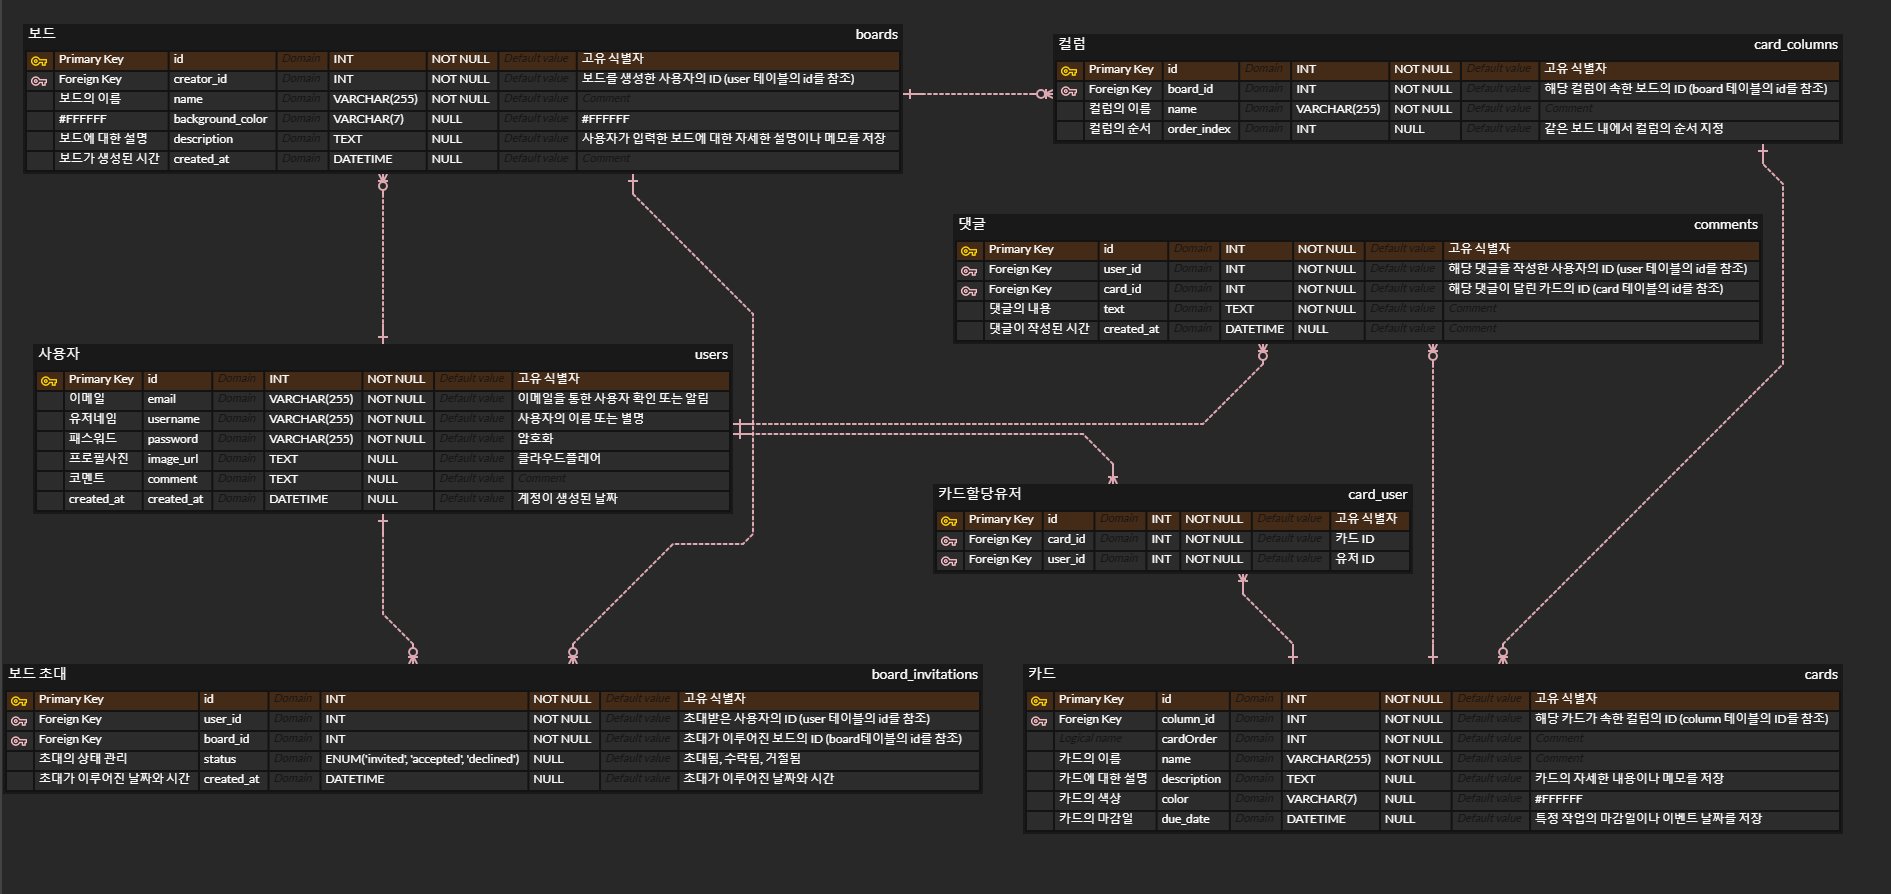 보드 boards
Primary Key id Domain INT NOT NULL Default value 고유 식별자
Foreign Key creator_id Domain INT NOT NULL Default value 보드를 생성한 사용자의 ID (user 테이블의 id를 참조)
보드의 이름 name Domain VARCHAR(255) NOT NULL Default value Comment
#FFFFFF background_color Domain VARCHAR(7) NULL Default value #FFFFFF
보드에 대한 설명 description Domain TEXT NULL Default value 사용자가 입력한 보드에 대한 자세한 설명이나 메모를 저장
보드가 생성된 시간 created_at Domain DATETIME NULL Default value Comment
컬럼 card_columns
Primary Key id Domain INT NOT NULL Default value 고유 식별자
Foreign Key board_id Domain INT NOT NULL Default value 해당 컬럼이 속한 보드의 ID (board 테이블의 id를 참조)
컬럼의 이름 name Domain VARCHAR(255) NOT NULL Default value Comment
컬럼의 순서 order_index Domain INT NULL Default value 같은 보드 내에서 컬럼의 순서 지정
댓글 comments
Primary Key id Domain INT NOT NULL Default value 고유 식별자
Foreign Key user_id Domain INT NOT NULL Default value 해당 댓글을 작성한 사용자의 ID (user 테이블의 id를 참조)
Foreign Key card_id Domain INT NOT NULL Default value 해당 댓글이 달린 카드의 ID (card 테이블의 id를 참조)
댓글의 내용 text Domain TEXT NOT NULL Default value Comment
댓글이 작성된 시간 created_at Domain DATETIME NULL Default value Comment
사용자 users
Primary Key id Domain INT NOT NULL Default value 고유 식별자
이메일 email Domain VARCHAR(255) NOT NULL Default value 이메일을 통한 사용자 확인 또는 알림
유저네임 username Domain VARCHAR(255) NOT NULL Default value 사용자의 이름 또는 별명
패스워드 password Domain VARCHAR(255) NOT NULL Default value 암호화
프로필사진 image_url Domain TEXT NULL Default value 클라우드플레어
코멘트 comment Domain TEXT NULL Default value Comment
created_at created_at Domain DATETIME NULL Default value 계정이 생성된 날짜
카드할당유저 card_user
Primary Key id Domain INT NOT NULL Default value 고유 식별자
Foreign Key card_id Domain INT NOT NULL Default value 카드 ID
Foreign Key user_id Domain INT NOT NULL Default value 유저 ID
보드 초대 board_invitations
Primary Key id Domain INT NOT NULL Default value 고유 식별자
Foreign Key user_id Domain INT NOT NULL Default value 초대받은 사용자의 ID (user 테이블의 id를 참조)
Foreign Key board_id Domain INT NOT NULL Default value 초대가 이루어진 보드의 ID (board테이블의 id를 참조)
초대의 상태 관리 status Domain ENUM('invited', 'accepted', 'declined') NULL Default value 초대됨, 수락됨, 거절됨
초대가 이루어진 날짜와 시간 created_at Domain DATETIME NULL Default value 초대가 이루어진 날짜와 시간
카드 cards
Primary Key id Domain INT NOT NULL Default value 고유 식별자
Foreign Key column_id Domain INT NOT NULL Default value 해당 카드가 속한 컬럼의 ID (column 테이블의 ID를 참조)
Logical name cardOrder Domain INT NOT NULL Default value Comment
카드의 이름 name Domain VARCHAR(255) NOT NULL Default value Comment
카드에 대한 설명 description Domain TEXT NULL Default value 카드의 자세한 내용이나 메모를 저장
카드의 색상 color Domain VARCHAR(7) NULL Default value #FFFFFF
카드의 마감일 due_date Domain DATETIME NULL Default value 특정 작업의 마감일이나 이벤트 날짜를 저장